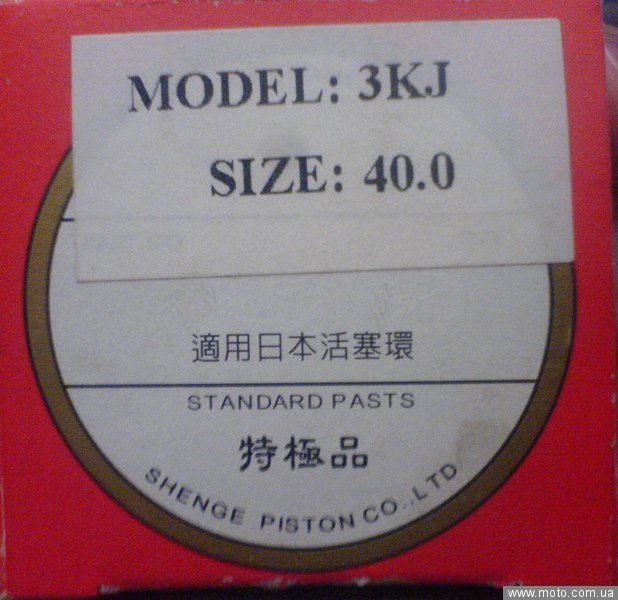 MODEL: 3KJ
SIZE: 40.0
適用日本活塞環
STANDARD PASTS
特極品
SHENGE PISTON CO.,LTD
www.moto.com.ua